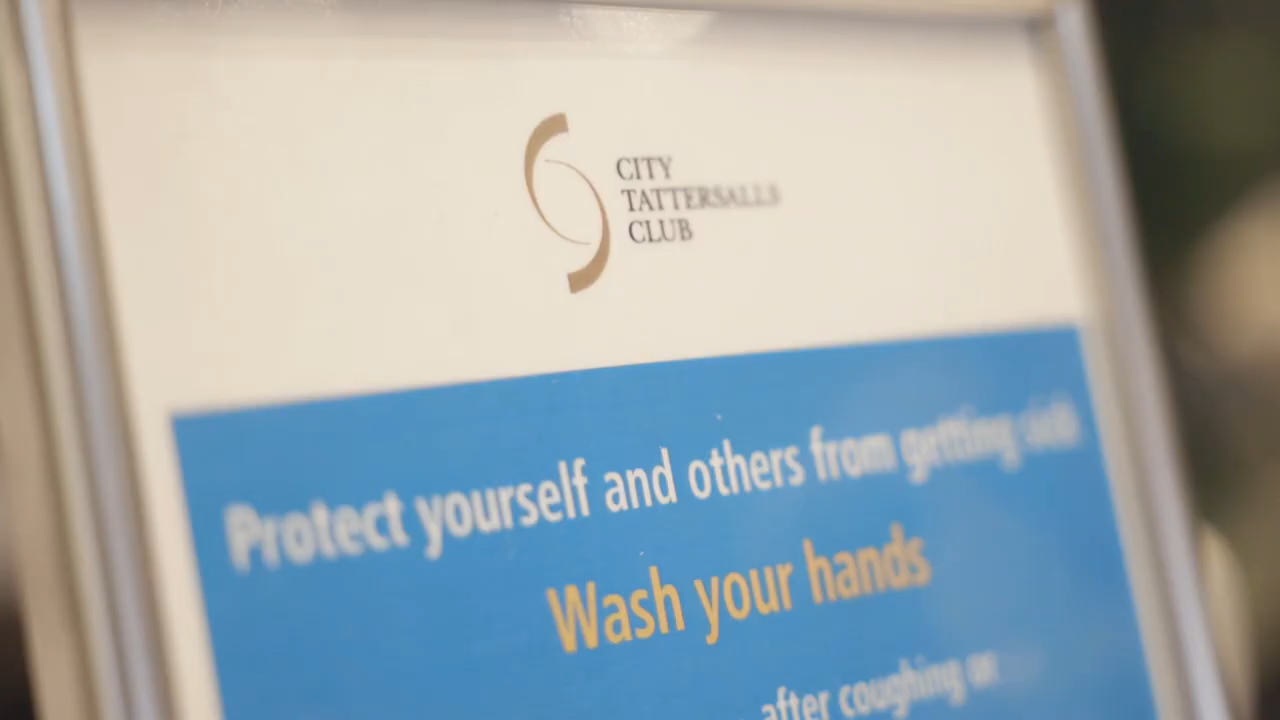 CITY
TATTERSALLS
CLUB
Protect yourself and others from getting sick
Wash your hands
after coughing or